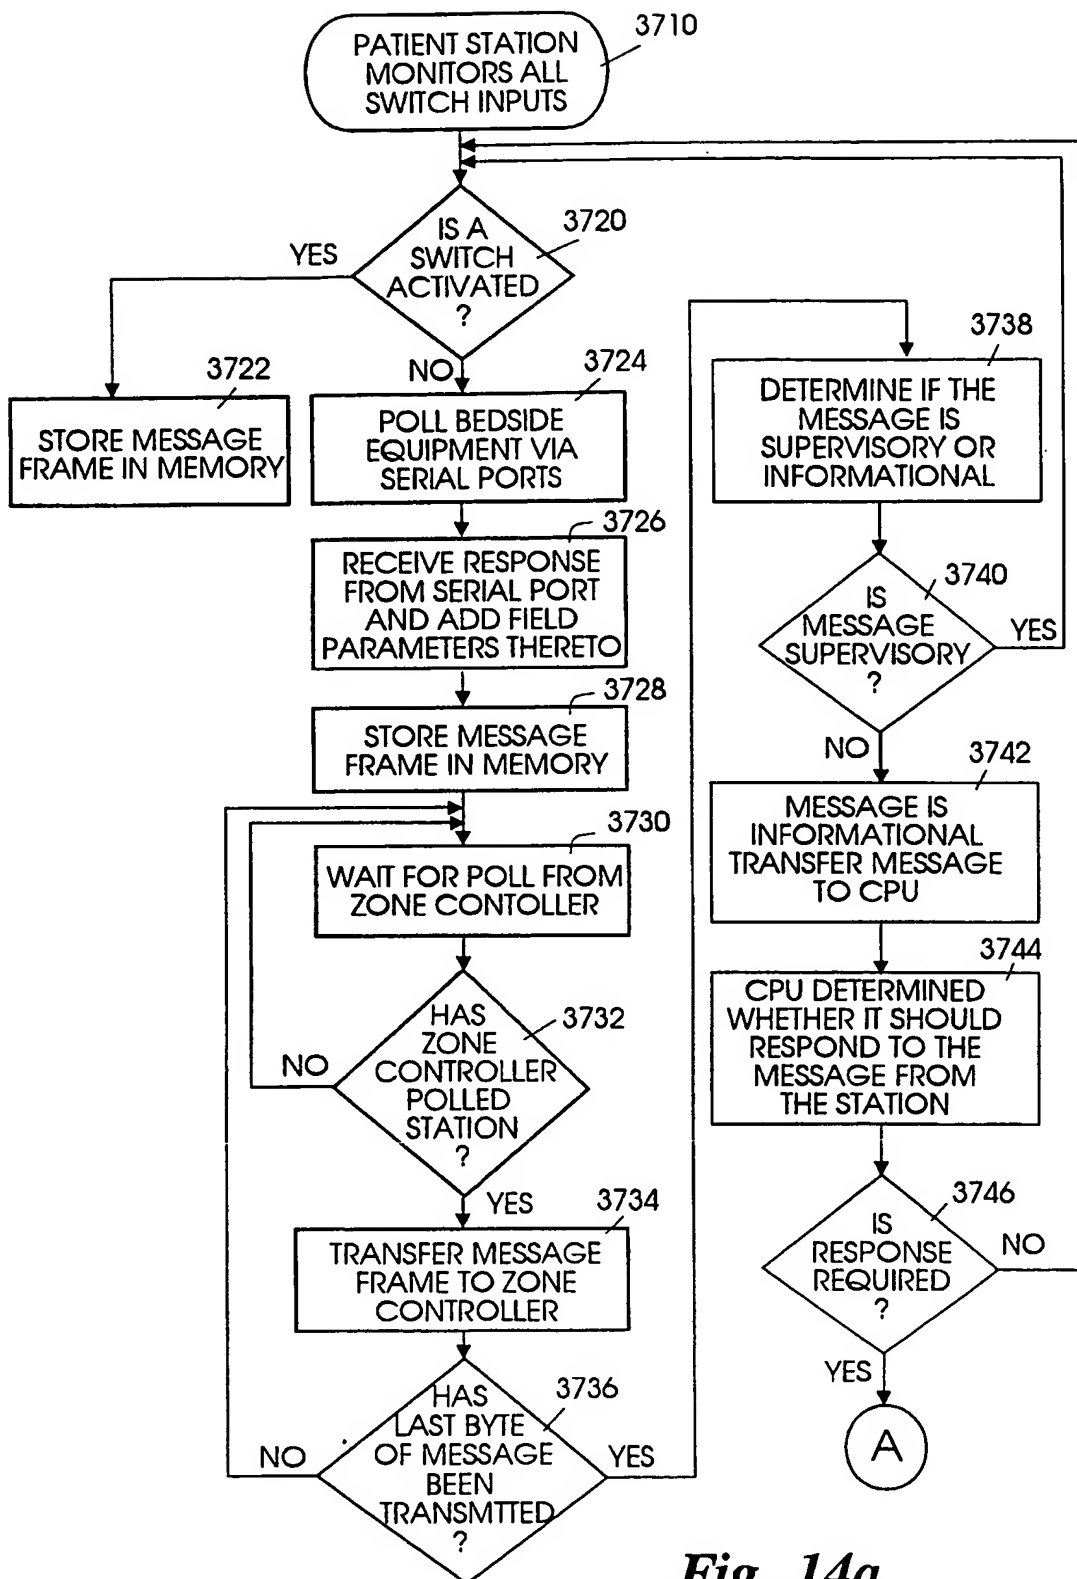 3710
PATIENT STATION
MONITORS ALL
SWITCH INPUTS
3720
IS A
SWITCH
ACTIVATED
?
YES
NO
3722
STORE MESSAGE
FRAME IN MEMORY
3724
POLL BEDSIDE
EQUIPMENT VIA
SERIAL PORTS
3726
RECEIVE RESPONSE
FROM SERIAL PORT
AND ADD FIELD
PARAMETERS THERETO
3728
STORE MESSAGE
FRAME IN MEMORY
3730
WAIT FOR POLL FROM
ZONE CONTOLLER
3732
HAS
ZONE
CONTROLLER
POLLED
STATION
?
NO
YES
3734
TRANSFER MESSAGE
FRAME TO ZONE
CONTROLLER
3736
HAS
LAST BYTE
OF MESSAGE
BEEN
TRANSMTTED
?
NO
YES
3738
DETERMINE IF THE
MESSAGE IS
SUPERVISORY OR
INFORMATIONAL
3740
IS
MESSAGE
SUPERVISORY
?
YES
NO
3742
MESSAGE IS
INFORMATIONAL
TRANSFER MESSAGE
TO CPU
3744
CPU DETERMINED
WHETHER IT SHOULD
RESPOND TO THE
MESSAGE FROM
THE STATION
3746
IS
RESPONSE
REQUIRED
?
NO
YES
A
Fig. 14a